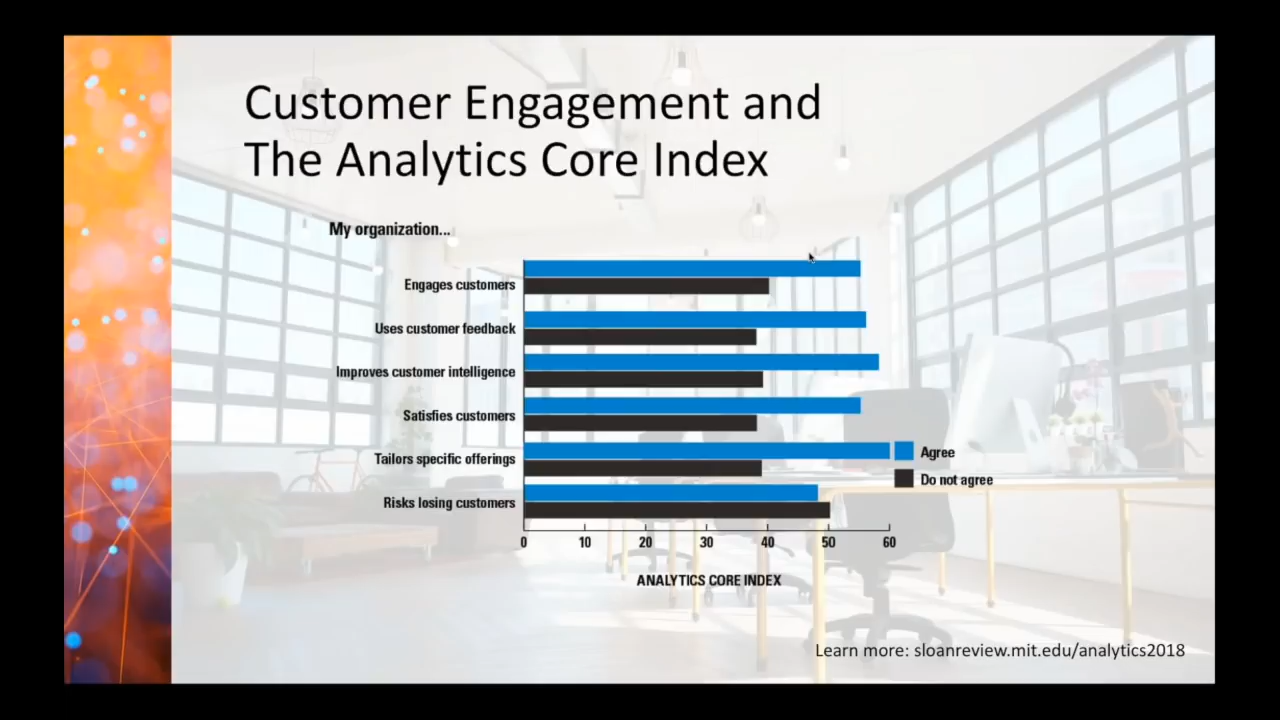 Customer Engagement and
The Analytics Core Index
My organization...
Engages customers
Uses customer feedback
Improves customer intelligence
Satisfies customers
Tailors specific offerings
Risks losing customers
Agree
Do not agree
0 10 20 30 40 50 60
ANALYTICS CORE INDEX
Learn more: sloanreview.mit.edu/analytics2018